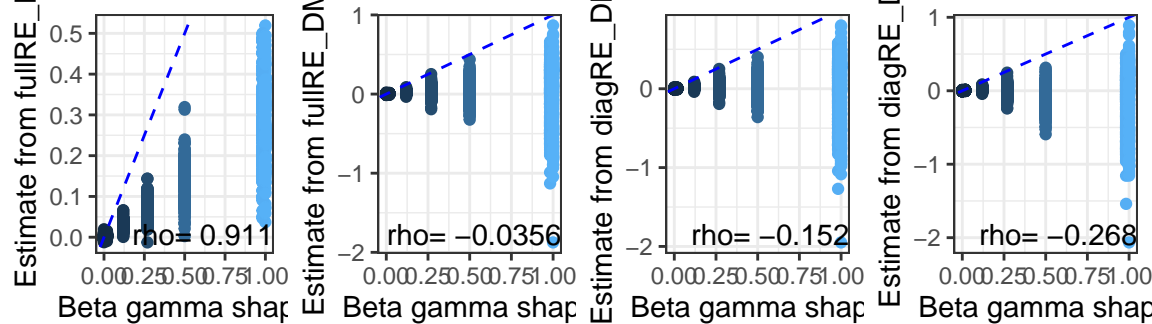 Estimate from fullRE_
0.5
0.4
0.3
0.2
0.1
0.0
rho= 0.911
0.00 0.25 0.50 0.75 1.00
Beta gamma shap
Estimate from fullRE_DM
1
0
−1
−2
rho= −0.0356
0.00 0.25 0.50 0.75 1.00
Beta gamma shap
Estimate from diagRE_
0
−1
−2
rho= −0.152
0.00 0.25 0.50 0.75 1.00
Beta gamma shap
Estimate from diagRE_
1
0
−1
−2
rho= −0.268
0.00 0.25 0.50 0.75 1.00
Beta gamma shap